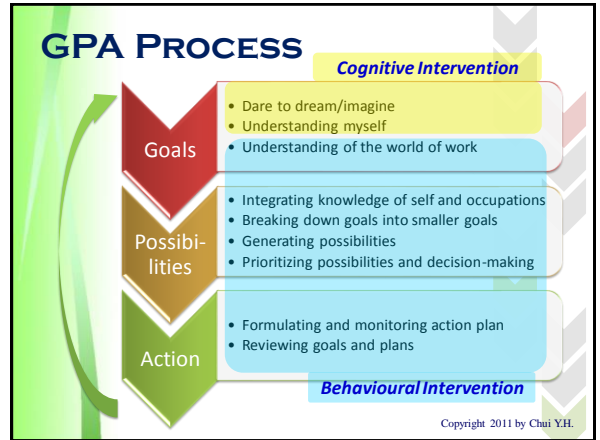 GPA PROCESS
Cognitive Intervention
Goals
• Dare to dream/imagine
• Understanding myself
• Understanding of the world of work
Possibi-
lities
• Integrating knowledge of self and occupations
• Breaking down goals into smaller goals
• Generating possibilities
• Prioritizing possibilities and decision-making
Action
• Formulating and monitoring action plan
• Reviewing goals and plans
Behavioural Intervention
Copyright 2011 by Chui Y.H.